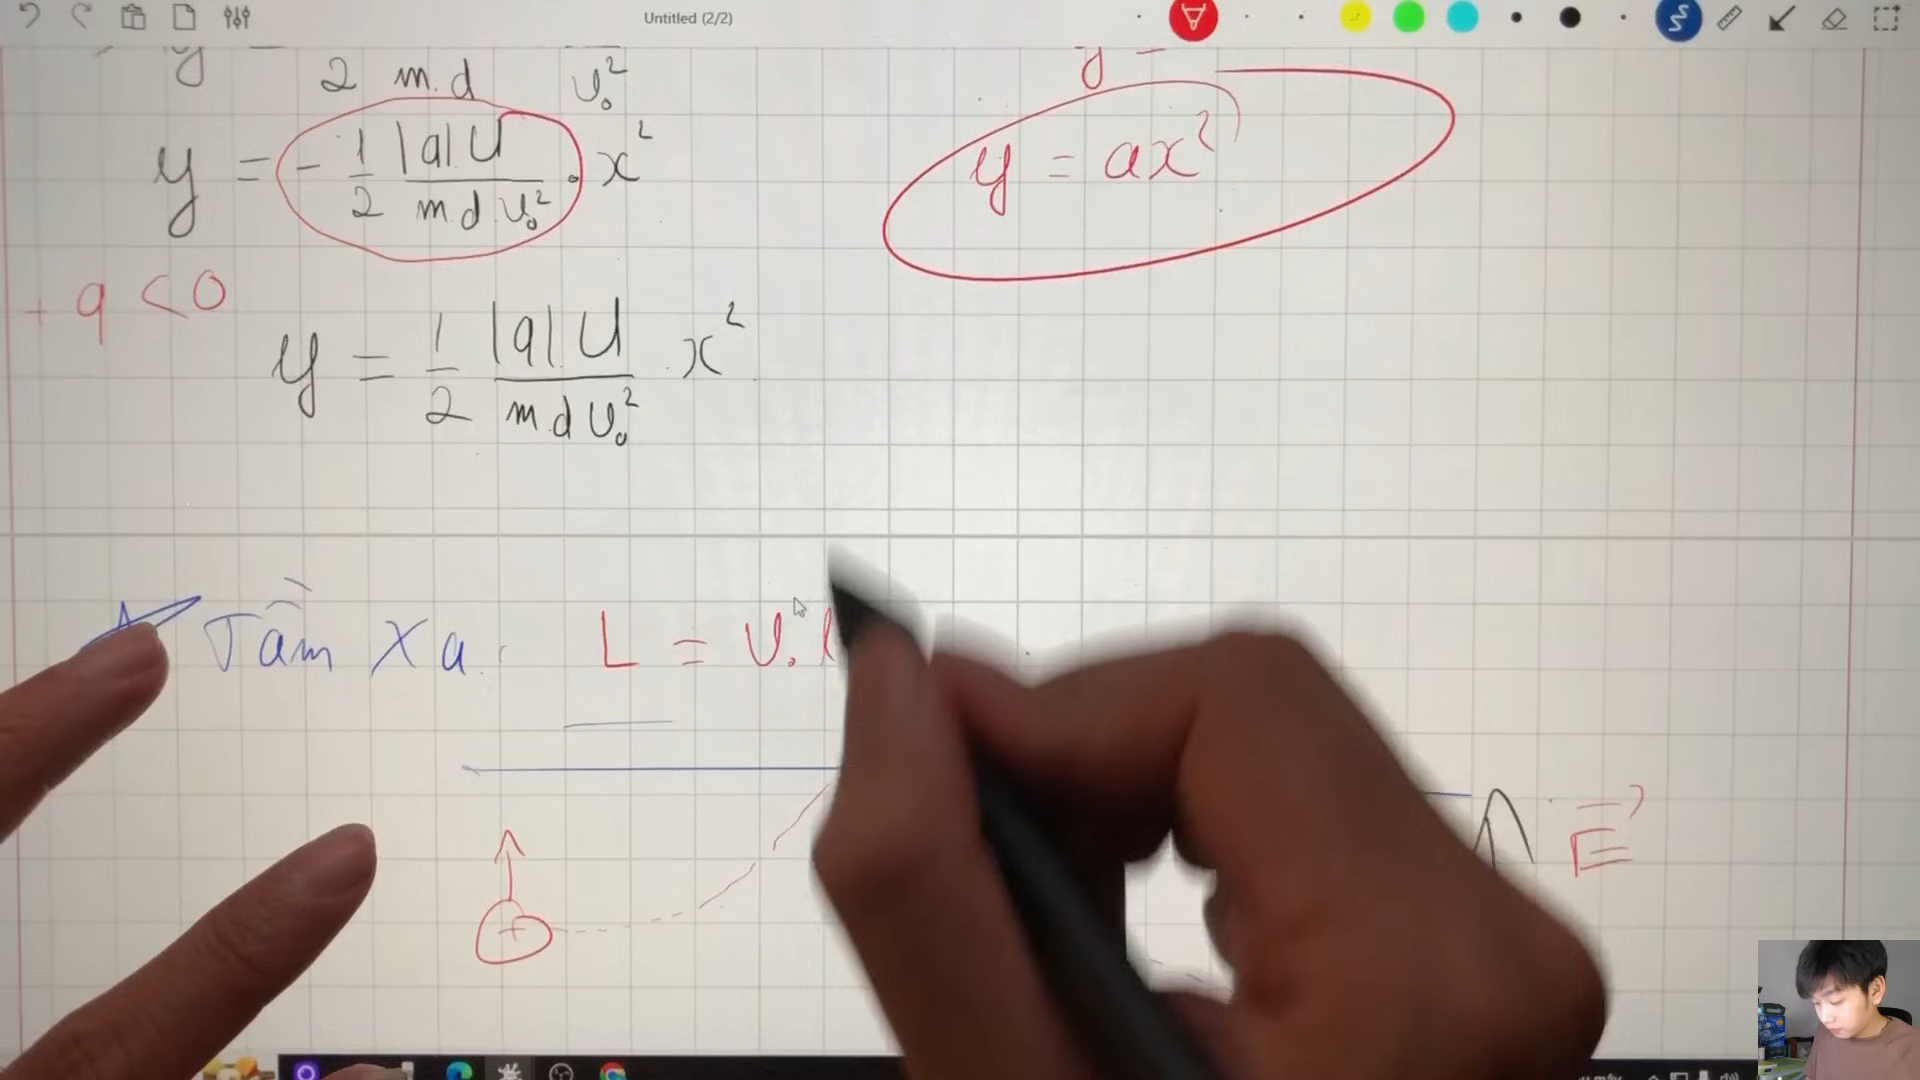 Untitled (2/2)
2 m.d v₀²
y = - 1/2 |q|.U / m.d.v₀² . x²
y = ax²
+ q < 0
y = 1/2 |q|.U / m.d v₀² . x²
Tầm Xa: L = v₀.
E
+